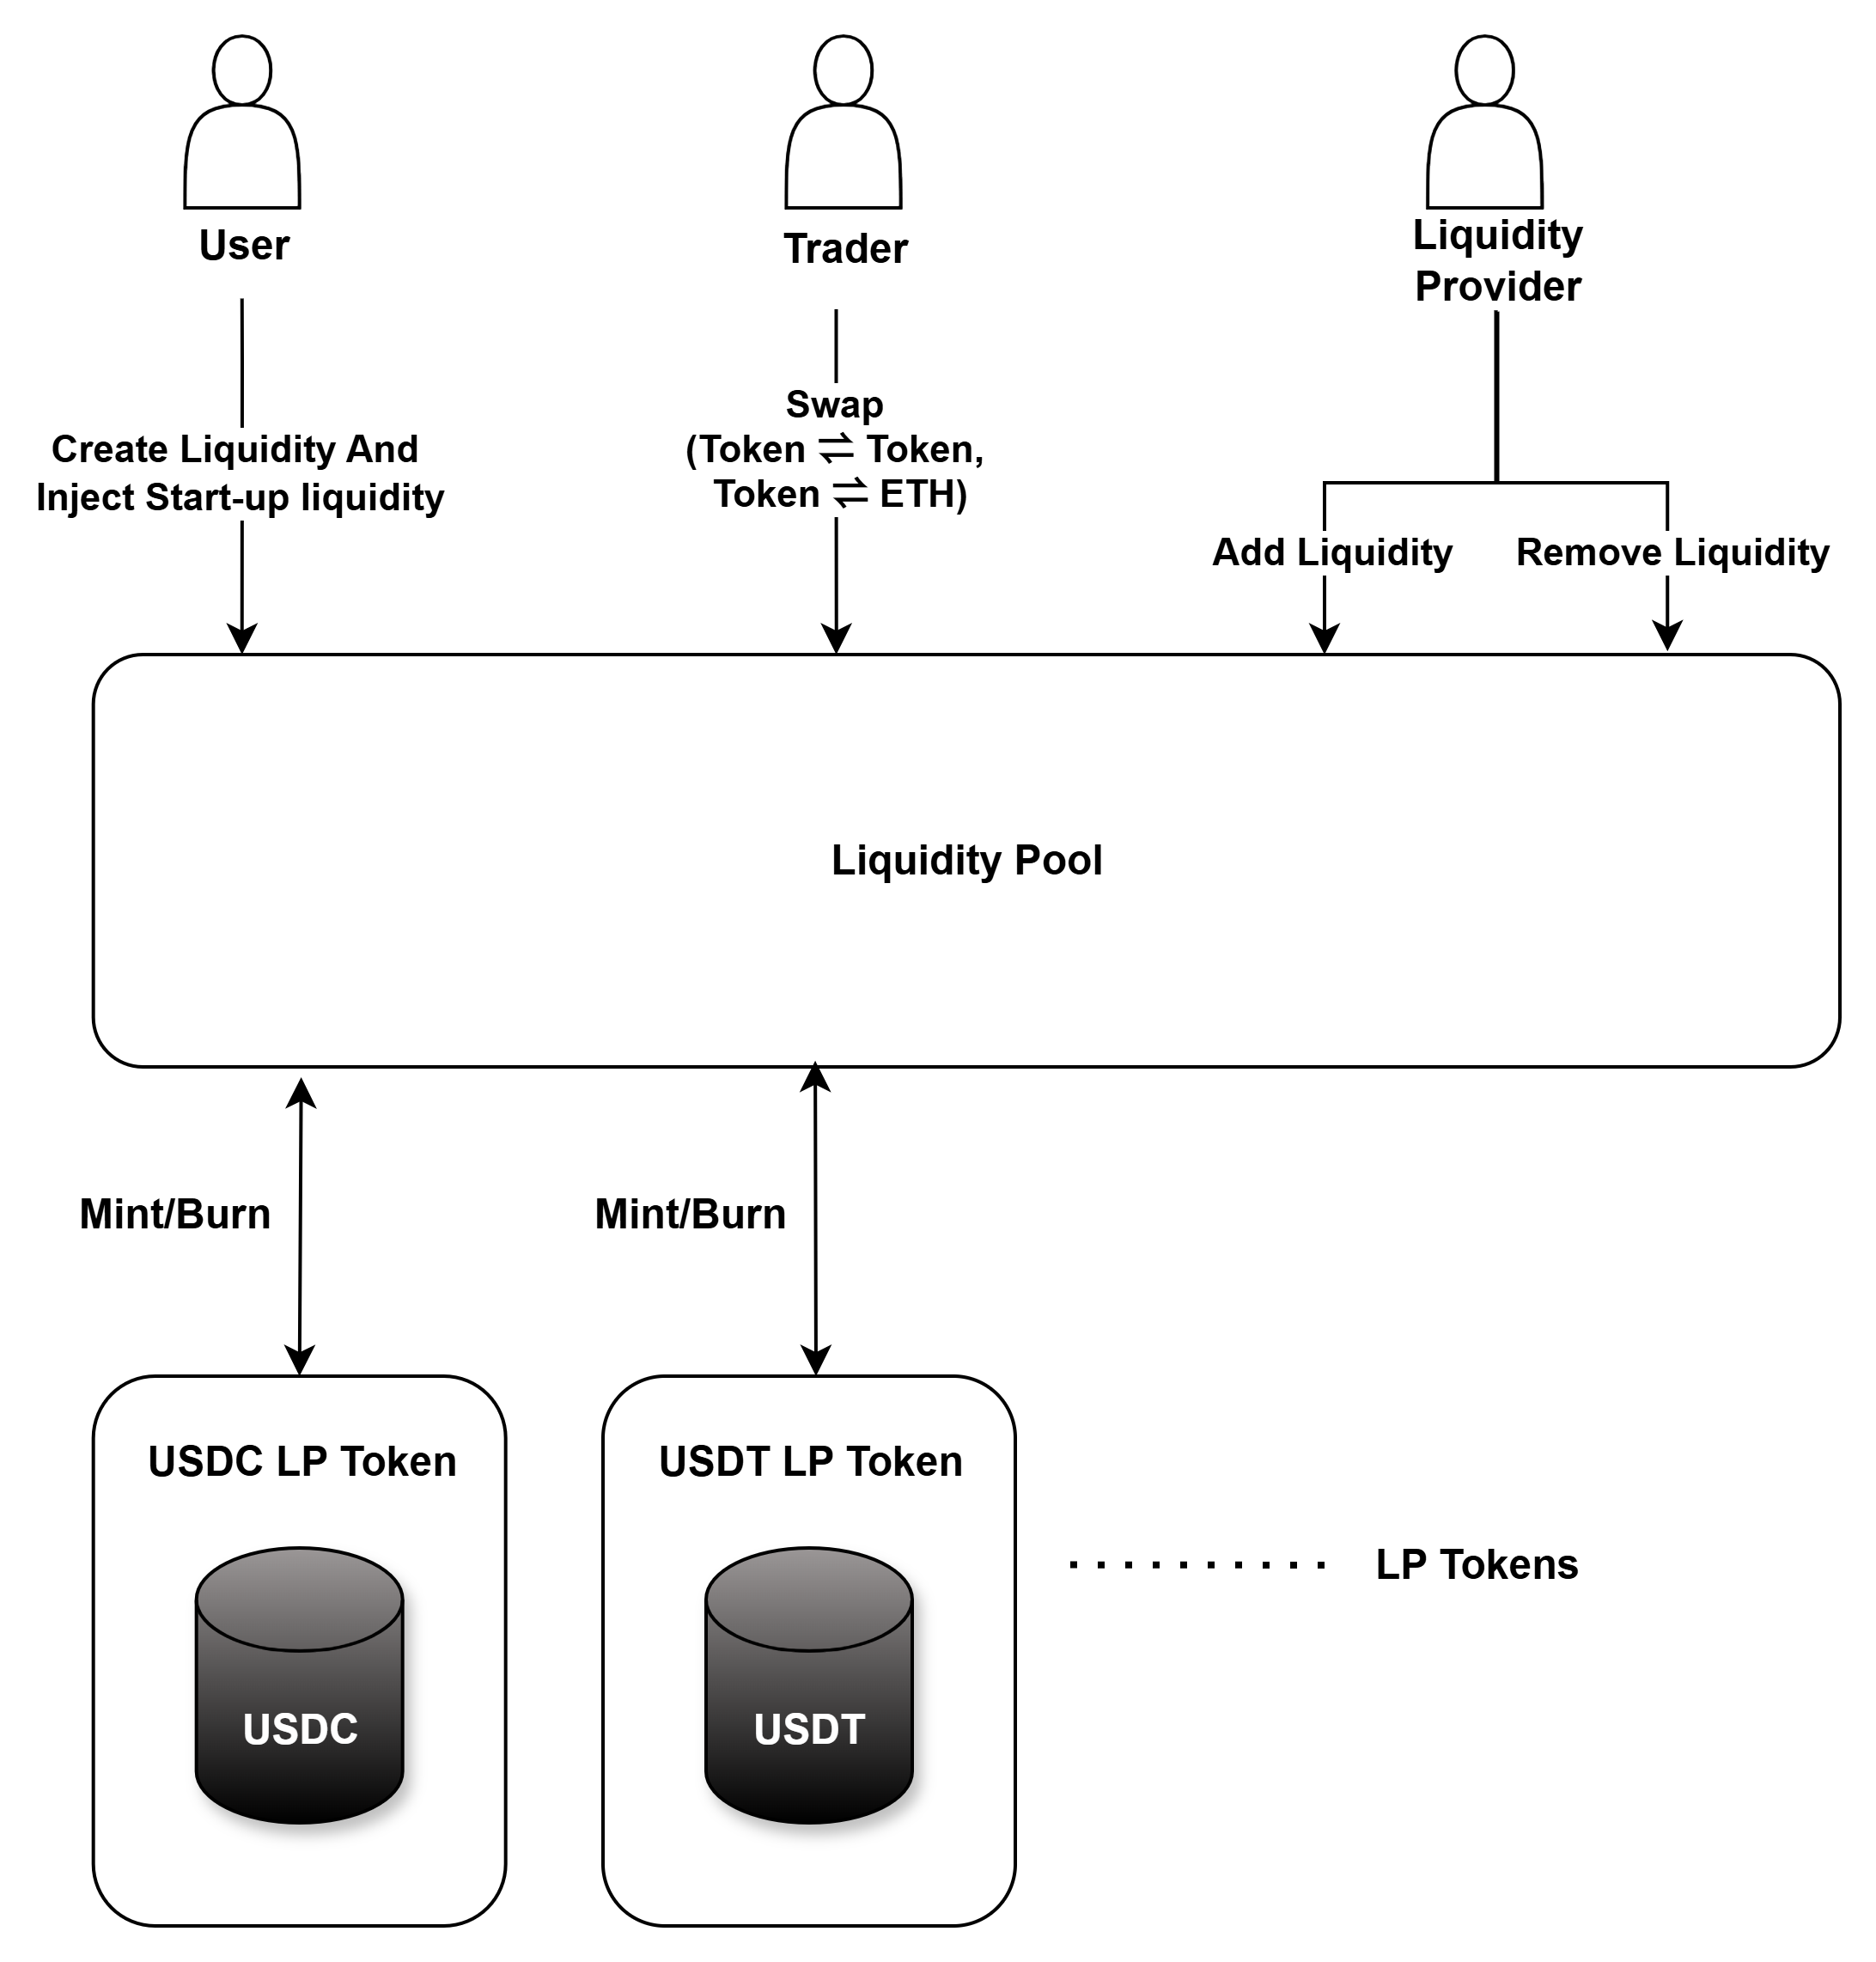 User
Trader
Liquidity
Provider
Create Liquidity And
Inject Start-up liquidity
Swap
(Token ⇌ Token,
Token ⇌ ETH)
Add Liquidity
Remove Liquidity
Liquidity Pool
Mint/Burn
Mint/Burn
USDC LP Token
USDT LP Token
USDC
USDT
. . . . . . . . . .
LP Tokens